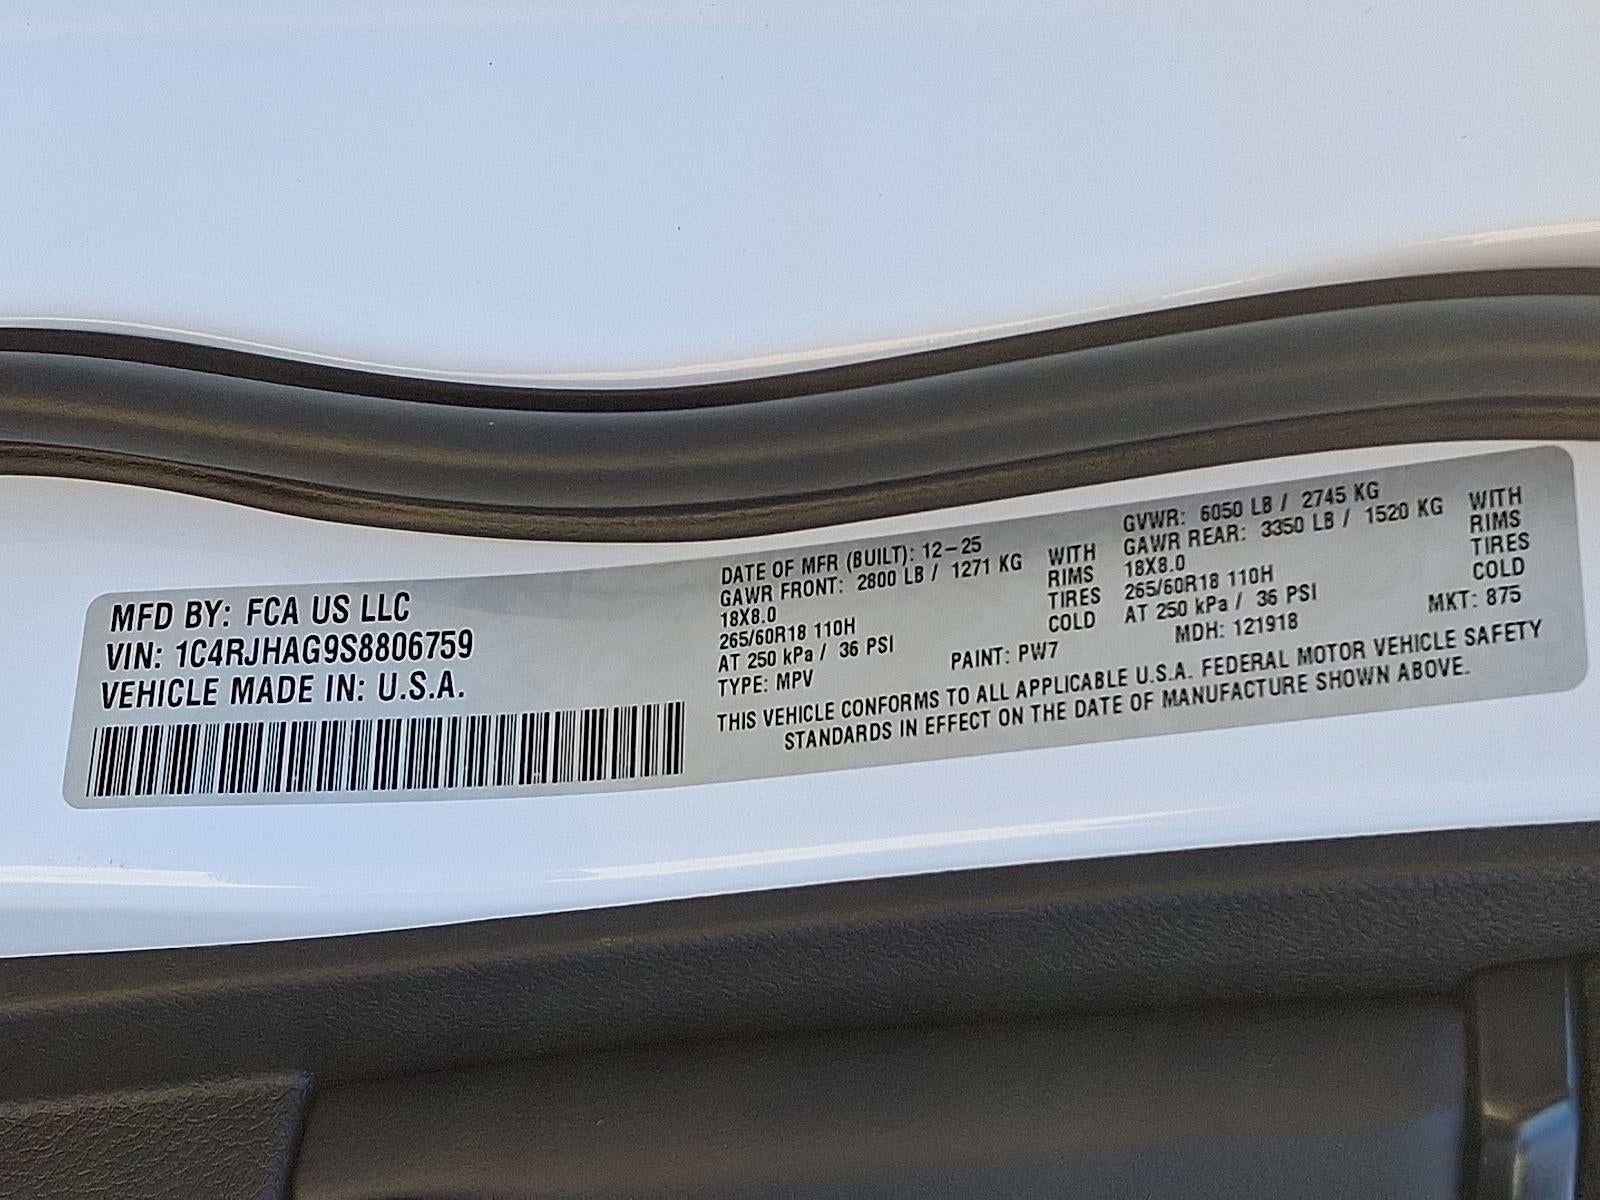 MFD BY: FCA US LLC
VIN: 1C4RJHAG9S8806759
VEHICLE MADE IN: U.S.A.
DATE OF MFR (BUILT): 12-25
GAWR FRONT: 2800 LB / 1271 KG WITH
18X8.0 RIMS
265/60R18 110H TIRES
AT 250 kPa / 36 PSI COLD
TYPE: MPV PAINT: PW7
GVWR: 6050 LB / 2745 KG
GAWR REAR: 3350 LB / 1520 KG WITH
18X8.0 RIMS
265/60R18 110H TIRES
AT 250 kPa / 36 PSI COLD
MDH: 121918 MKT: 875
THIS VEHICLE CONFORMS TO ALL APPLICABLE U.S.A. FEDERAL MOTOR VEHICLE SAFETY
STANDARDS IN EFFECT ON THE DATE OF MANUFACTURE SHOWN ABOVE.